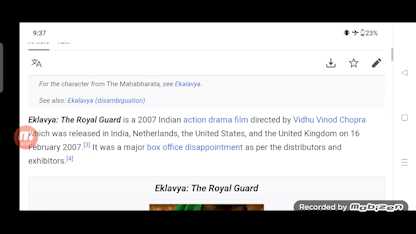 9:37
23%
For the character from The Mahabharata, see Ekalavya.
See also: Ekalavya (disambiguation)
Eklavya: The Royal Guard is a 2007 Indian action drama film directed by Vidhu Vinod Chopra
which was released in India, Netherlands, the United States, and the United Kingdom on 16
February 2007.[3] It was a major box office disappointment as per the distributors and
exhibitors.[4]
Eklavya: The Royal Guard
Recorded by Mobizen